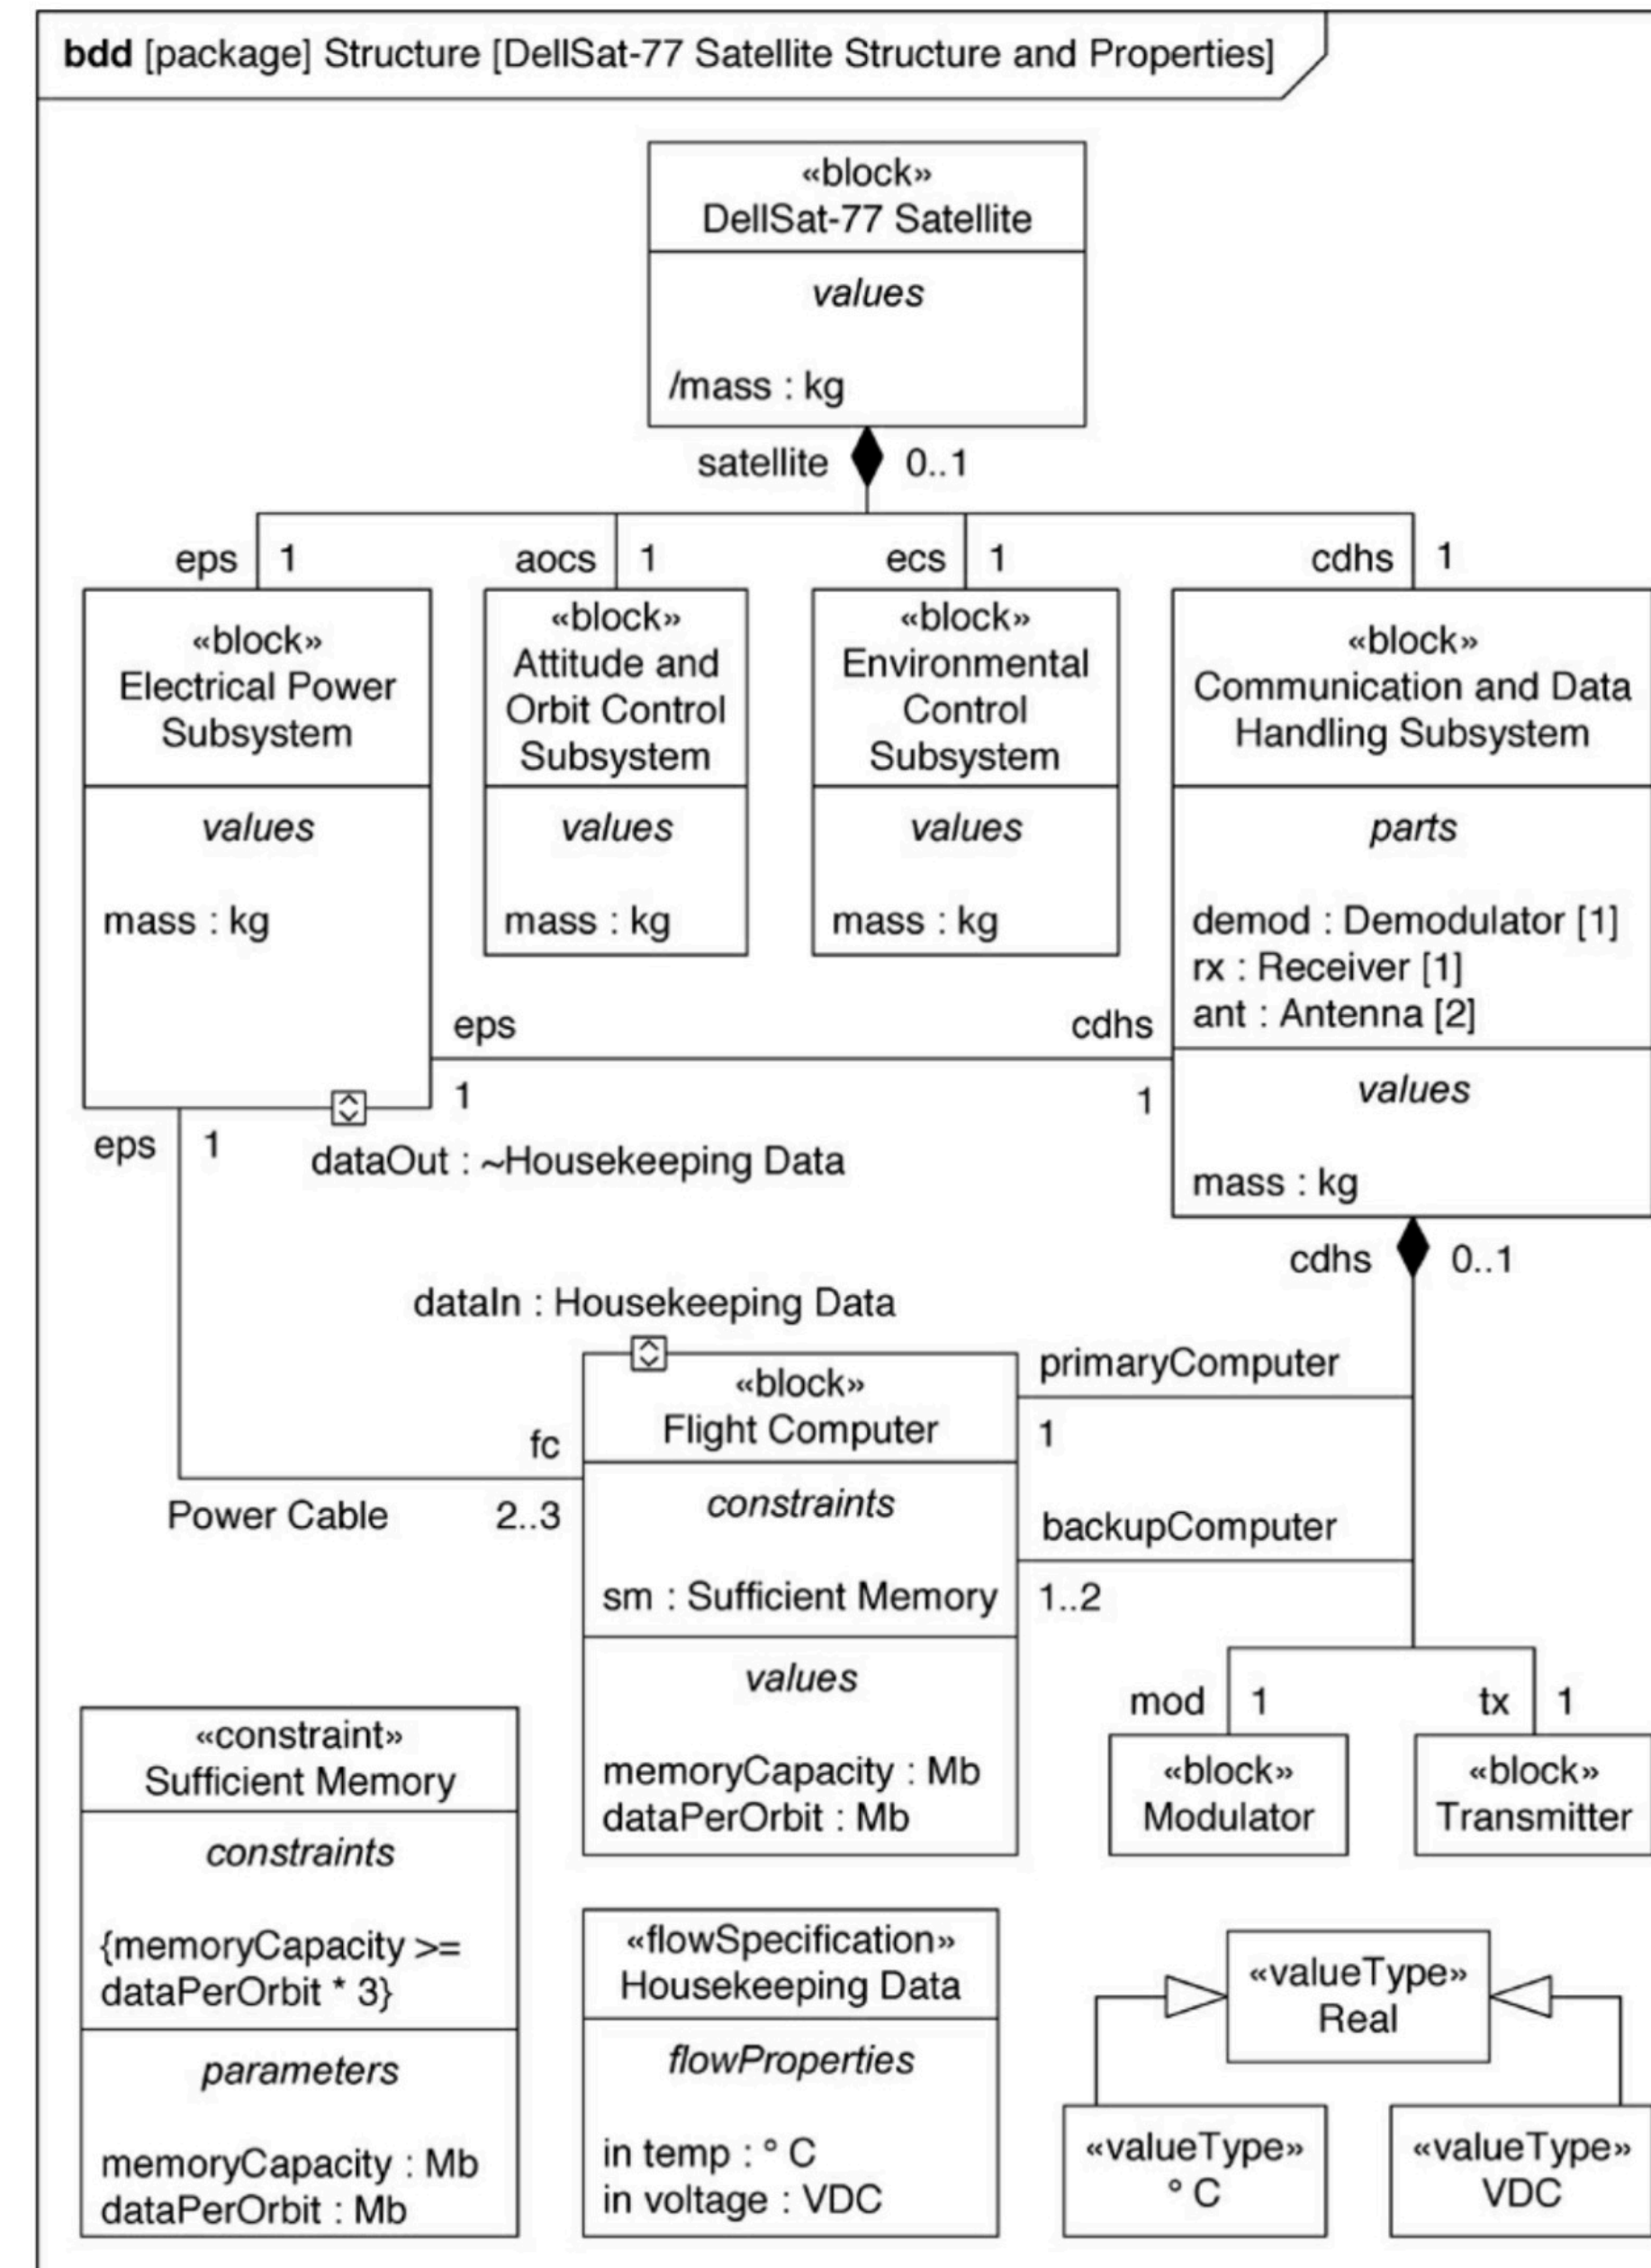 bdd [package] Structure [DellSat-77 Satellite Structure and Properties]
«block»
DellSat-77 Satellite
values
/mass : kg
satellite 0..1
eps 1
aocs 1
ecs 1
cdhs 1
«block»
Electrical Power
Subsystem
values
mass : kg
«block»
Attitude and
Orbit Control
Subsystem
values
mass : kg
«block»
Environmental
Control
Subsystem
values
mass : kg
«block»
Communication and Data
Handling Subsystem
parts
demod : Demodulator [1]
rx : Receiver [1]
ant : Antenna [2]
values
mass : kg
eps
1
cdhs
1
eps 1
dataOut : ~Housekeeping Data
cdhs 0..1
dataIn : Housekeeping Data
«block»
Flight Computer
constraints
sm : Sufficient Memory
values
memoryCapacity : Mb
dataPerOrbit : Mb
fc
Power Cable
2..3
primaryComputer
1
backupComputer
1..2
mod 1
tx 1
«block»
Modulator
«block»
Transmitter
«constraint»
Sufficient Memory
constraints
{memoryCapacity >=
dataPerOrbit * 3}
parameters
memoryCapacity : Mb
dataPerOrbit : Mb
«flowSpecification»
Housekeeping Data
flowProperties
in temp : ° C
in voltage : VDC
«valueType»
Real
«valueType»
° C
«valueType»
VDC